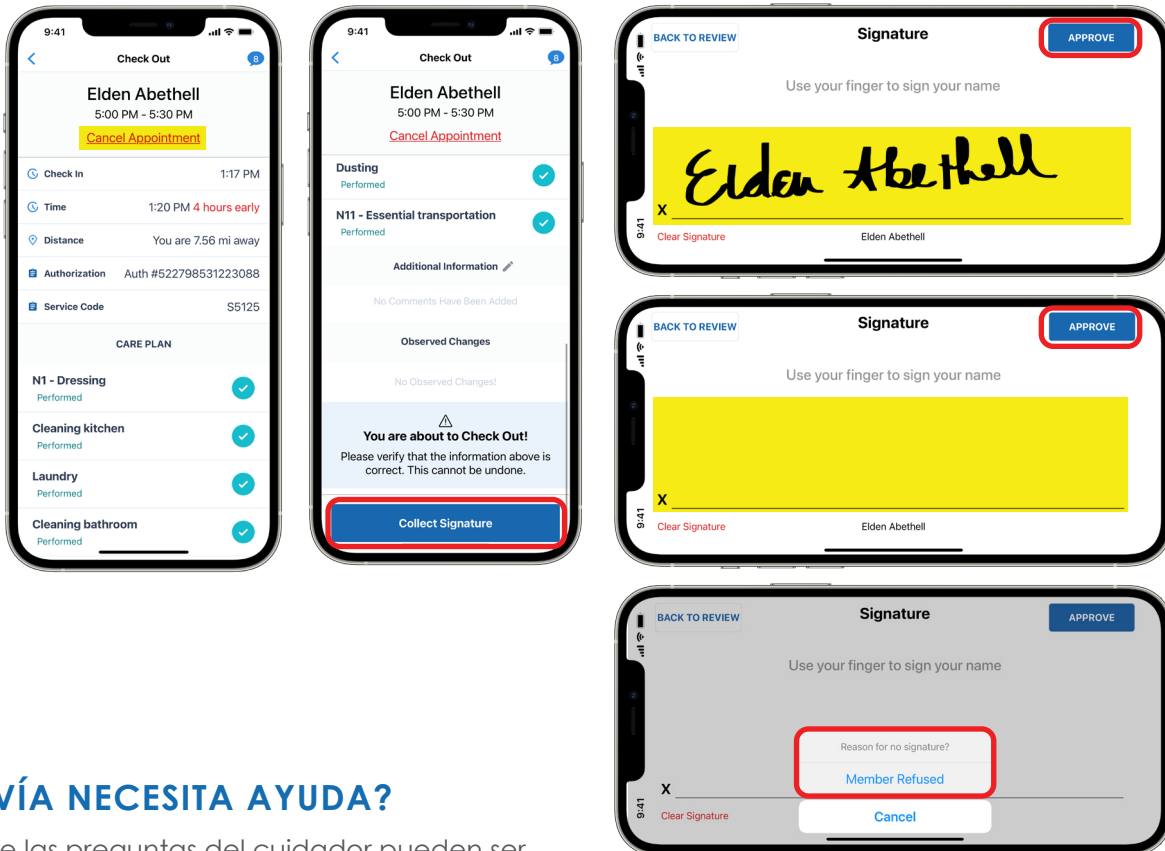 9:41
Check Out
8
Elden Abethell
5:00 PM - 5:30 PM
Cancel Appointment
Check In 1:17 PM
Time 1:20 PM 4 hours early
Distance You are 7.56 mi away
Authorization Auth #522798531223088
Service Code S5125
CARE PLAN
N1 - Dressing
Performed
Cleaning kitchen
Performed
Laundry
Performed
Cleaning bathroom
Performed
9:41
Check Out
8
Elden Abethell
5:00 PM - 5:30 PM
Cancel Appointment
Dusting
Performed
N11 - Essential transportation
Performed
Additional Information
No Comments Have Been Added
Observed Changes
No Observed Changes!
You are about to Check Out!
Please verify that the information above is
correct. This cannot be undone.
Collect Signature
BACK TO REVIEW Signature APPROVE
Use your finger to sign your name
Elden Abethell
X
9:41
Clear Signature Elden Abethell
BACK TO REVIEW Signature APPROVE
Use your finger to sign your name
X
9:41
Clear Signature Elden Abethell
BACK TO REVIEW Signature APPROVE
Use your finger to sign your name
Reason for no signature?
Member Refused
X
9:41
Clear Signature Cancel
VÍA NECESITA AYUDA?
e las preguntas del cuidador pueden ser